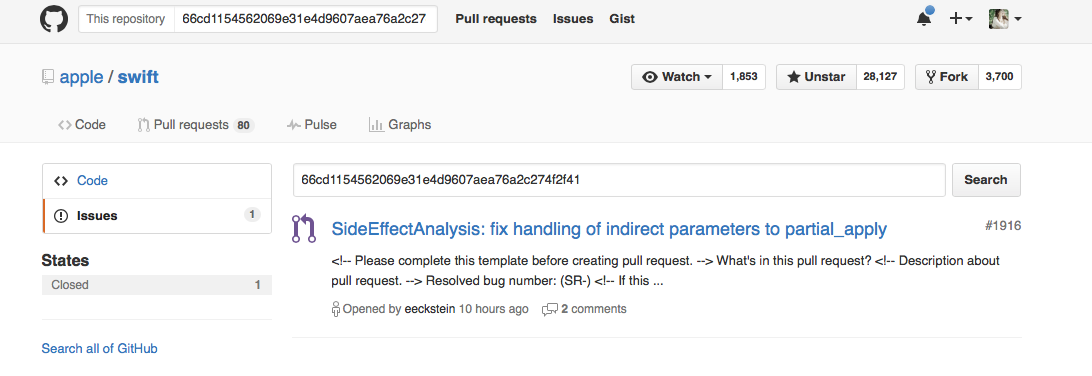 This repository 66cd1154562069e31e4d9607aea76a2c27 Pull requests Issues Gist
apple / swift Watch 1,853 Unstar 28,127 Fork 3,700
Code Pull requests 80 Pulse Graphs
Code
Issues 1
66cd1154562069e31e4d9607aea76a2c274f2f41 Search
SideEffectAnalysis: fix handling of indirect parameters to partial_apply #1916
<!-- Please complete this template before creating pull request. --> What's in this pull request? <!-- Description about
pull request. --> Resolved bug number: (SR-) <!-- If this ...
Opened by eeckstein 10 hours ago 2 comments
States
Closed 1
Search all of GitHub